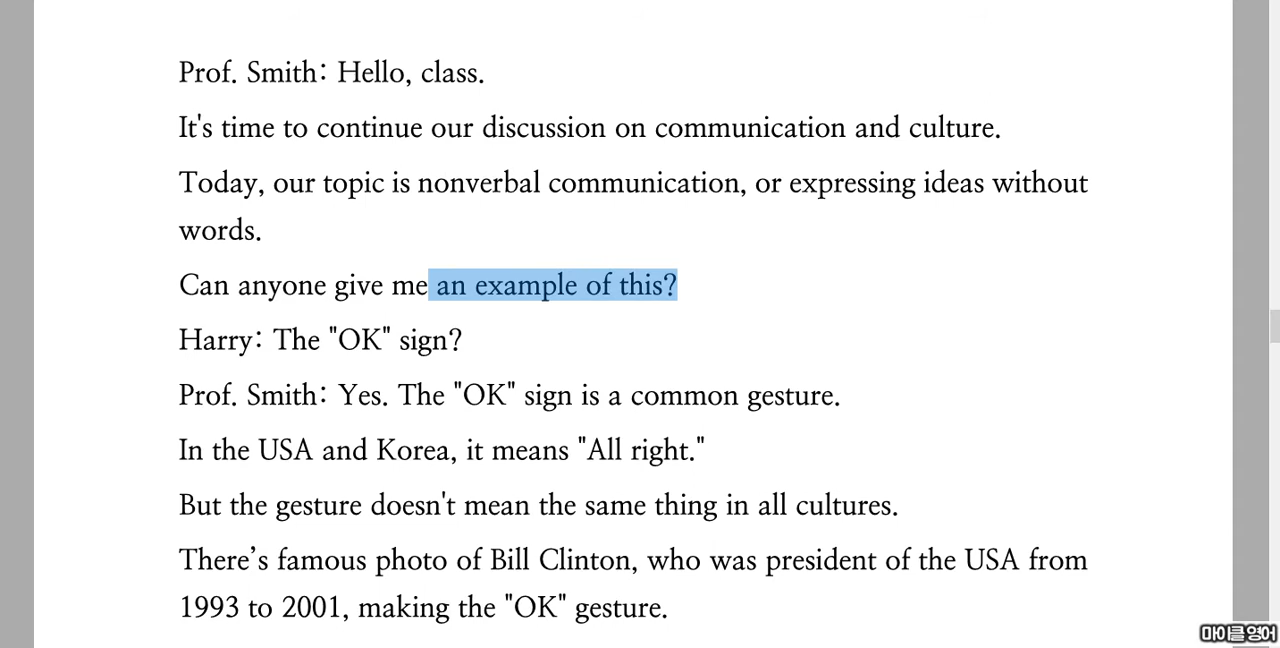 Prof. Smith: Hello, class.
It's time to continue our discussion on communication and culture.
Today, our topic is nonverbal communication, or expressing ideas without
words.
Can anyone give me an example of this?
Harry: The "OK" sign?
Prof. Smith: Yes. The "OK" sign is a common gesture.
In the USA and Korea, it means "All right."
But the gesture doesn't mean the same thing in all cultures.
There’s famous photo of Bill Clinton, who was president of the USA from
1993 to 2001, making the "OK" gesture.
마이클영어